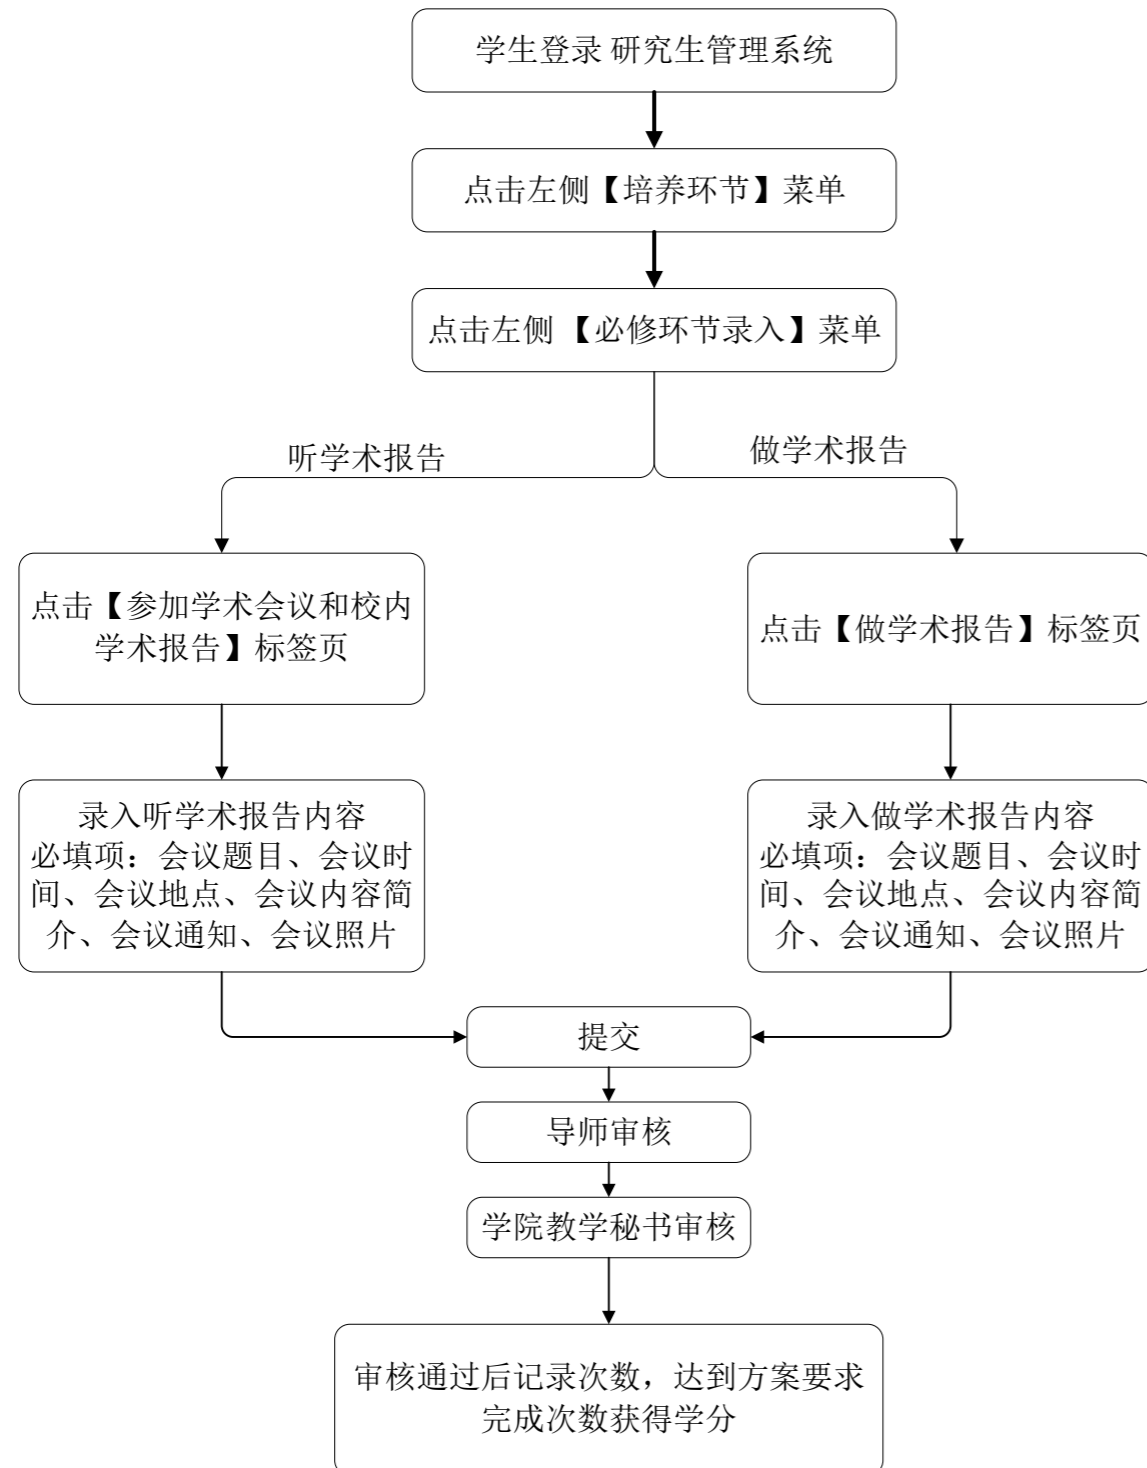 学生登录 研究生管理系统
点击左侧【培养环节】菜单
点击左侧 【必修环节录入】菜单
听学术报告
做学术报告
点击【参加学术会议和校内
学术报告】标签页
点击【做学术报告】标签页
录入听学术报告内容
必填项：会议题目、会议时
间、会议地点、会议内容简
介、会议通知、会议照片
录入做学术报告内容
必填项：会议题目、会议时
间、会议地点、会议内容简
介、会议通知、会议照片
提交
导师审核
学院教学秘书审核
审核通过后记录次数，达到方案要求
完成次数获得学分